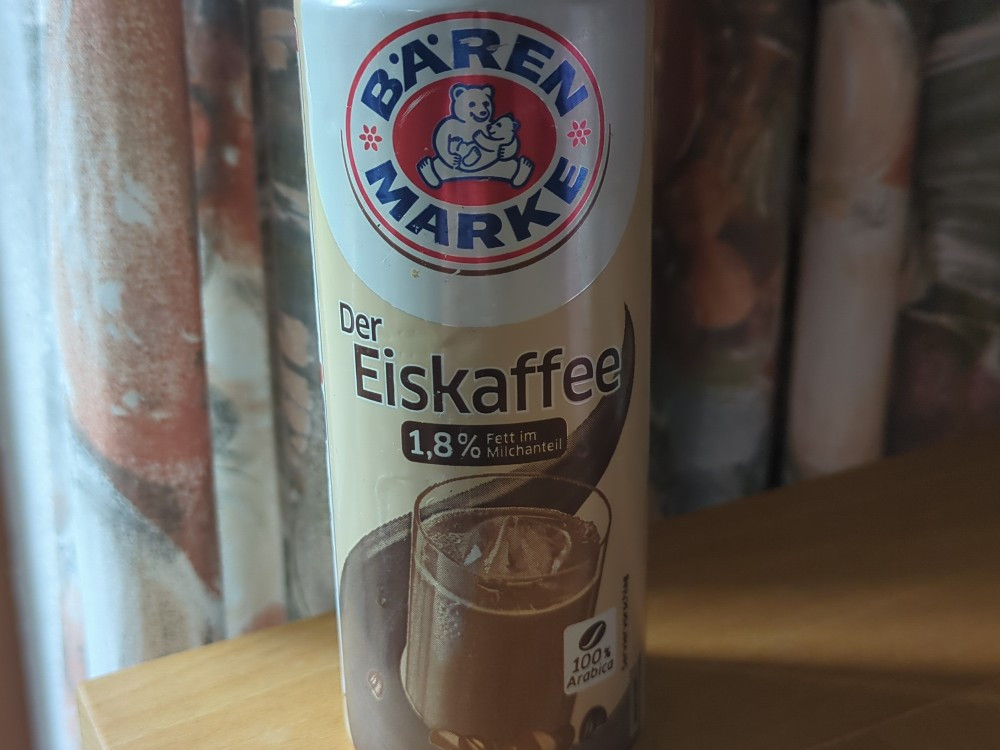 BÄREN
MARKE
Der
Eiskaffee
1,8% Fett im
Milchanteil
100%
Arabica